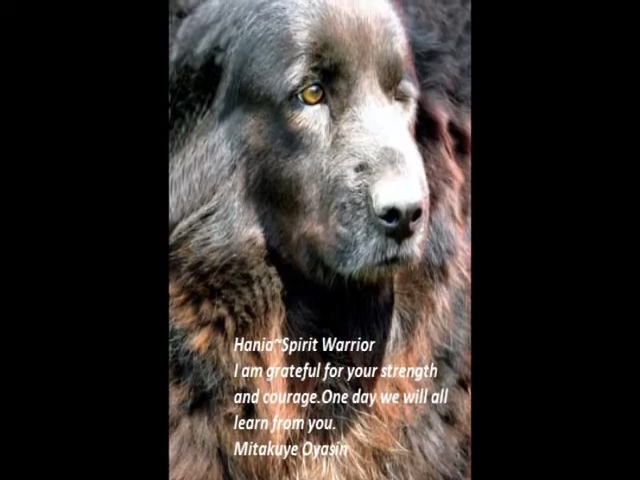 Hania~Spirit Warrior
I am grateful for your strength
and courage.One day we will all
learn from you.
Mitakuye Oyasin